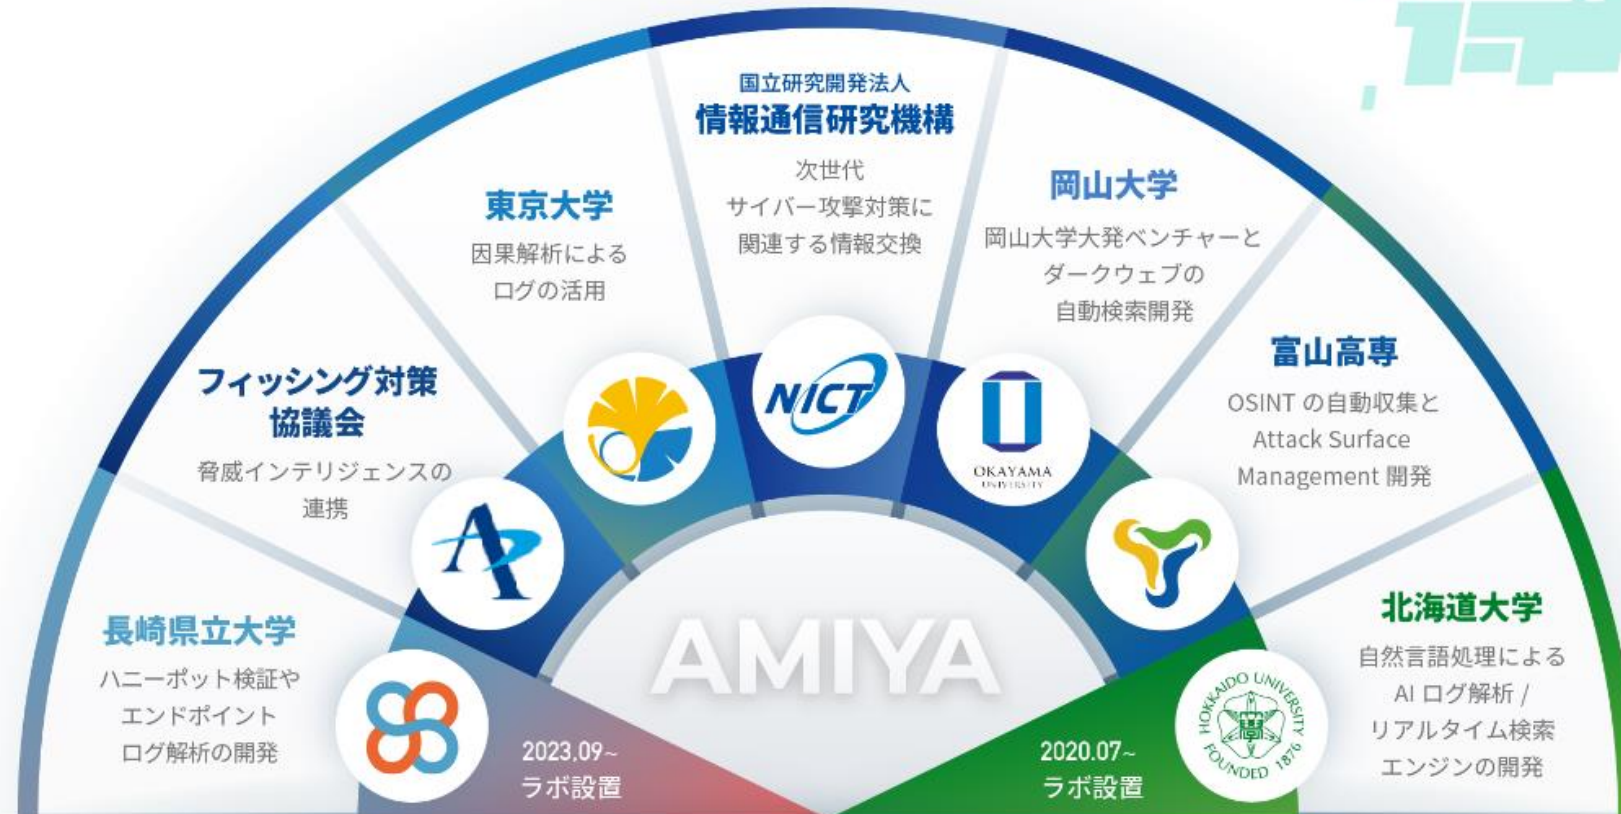 国立研究開発法人
情報通信研究機構
次世代
サイバー攻撃対策に
関連する情報交換
東京大学
因果解析による
ログの活用
岡山大学
岡山大学大発ベンチャーと
ダークウェブの
自動検索開発
フィッシング対策
協議会
脅威インテリジェンスの
連携
富山高専
OSINT の自動収集と
Attack Surface
Management 開発
長崎県立大学
ハニーポット検証や
エンドポイント
ログ解析の開発
北海道大学
自然言語処理による
AI ログ解析 /
リアルタイム検索
エンジンの開発
NICT
OKAYAMA
UNIVERSITY
AMIYA
2023.09~
ラボ設置
2020.07~
ラボ設置
HOKKAIDO UNIVERSITY
FOUNDED 1876